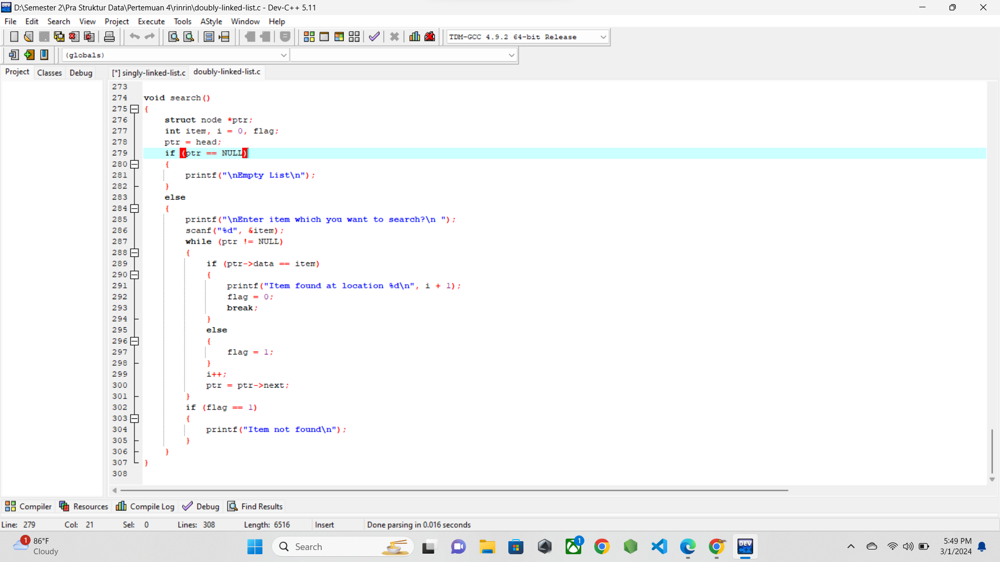 D:\Semester 2\Pra Struktur Data\Pertemuan 4\rinrin\doubly-linked-list.c - Dev-C++ 5.11
File Edit Search View Project Execute Tools AStyle Window Help
TDM-GCC 4.9.2 64-bit Release
(globals)
Project Classes Debug [*] singly-linked-list.c doubly-linked-list.c
273
274 void search()
275 {
276 struct node *ptr;
277 int item, i = 0, flag;
278 ptr = head;
279 if (ptr == NULL)
280 {
281 printf("\nEmpty List\n");
282 }
283 else
284 {
285 printf("\nEnter item which you want to search?\n ");
286 scanf("%d", &item);
287 while (ptr != NULL)
288 {
289 if (ptr->data == item)
290 {
291 printf("Item found at location %d\n", i + 1);
292 flag = 0;
293 break;
294 }
295 else
296 {
297 flag = 1;
298 }
299 i++;
300 ptr = ptr->next;
301 }
302 if (flag == 1)
303 {
304 printf("Item not found\n");
305 }
306 }
307 }
308
Compiler Resources Compile Log Debug Find Results
Line: 279 Col: 21 Sel: 0 Lines: 308 Length: 6516 Insert Done parsing in 0.016 seconds
1 86°F
Cloudy
Search
1
DEV C++
5:49 PM
3/1/2024